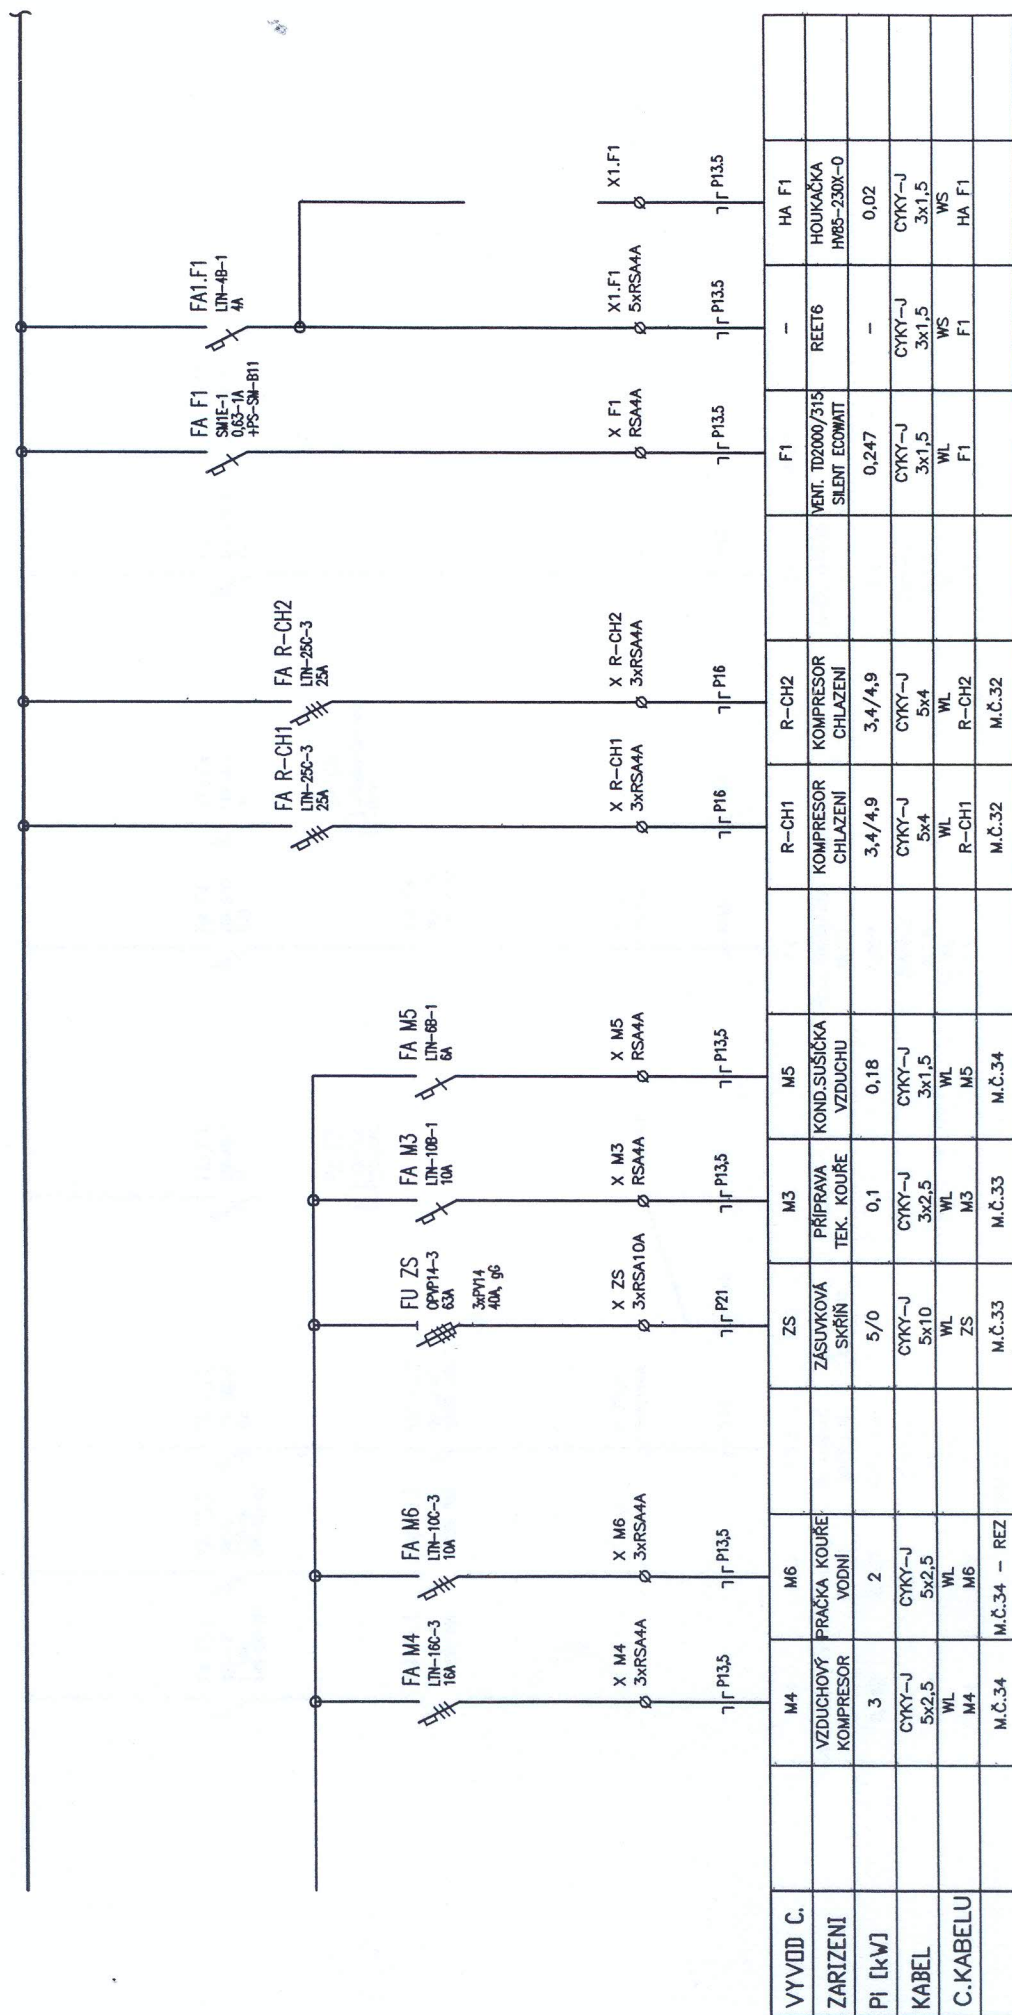 FA M4
LTN-16C-3
16A
FA M6
LTN-10C-3
10A
FU ZS
OPVP14-3
63A
3xPV14
40A, gG
FA M3
LTN-10B-1
10A
FA M5
LTN-6B-1
6A
FA R-CH1
LTN-25C-3
25A
FA R-CH2
LTN-25C-3
25A
FA F1
SM1E-1
0,63-1A
+PS-SM-B11
FA1.F1
LTN-4B-1
4A
X M4
3xRSA4A
X M6
3xRSA4A
X ZS
3xRSA10A
X M3
RSA4A
X M5
RSA4A
X R-CH1
3xRSA4A
X R-CH2
3xRSA4A
X F1
RSA4A
X1.F1
5xRSA4A
X1.F1
P13,5
P13,5
P21
P13,5
P13,5
P16
P16
P13.5
P13.5
P13.5
VYVOD C. M4 M6 ZS M3 M5 R-CH1 R-CH2 F1 - HA F1
ZARIZENI
VZDUCHOVÝ
KOMPRESOR
PRAČKA KOUŘE
VODNÍ
ZÁSUVKOVÁ
SKŘÍŇ
PŘÍPRAVA
TEK. KOUŘE
KOND.SUŠIČKA
VZDUCHU
KOMPRESOR
CHLAZENÍ
KOMPRESOR
CHLAZENÍ
VENT. TD2000/315
SILENT ECOWATT
REET6
HOUKAČKA
HV85-230X-0
Pi [kW] 3 2 5/0 0,1 0,18 3,4/4,9 3,4/4,9 0,247 - 0,02
KABEL
CYKY-J
5x2,5
CYKY-J
5x2,5
CYKY-J
5x10
CYKY-J
3x2,5
CYKY-J
3x1,5
CYKY-J
5x4
CYKY-J
5x4
CYKY-J
3x1,5
CYKY-J
3x1,5
CYKY-J
3x1,5
C.KABELU
WL
M4
WL
M6
WL
ZS
WL
M3
WL
M5
WL
R-CH1
WL
R-CH2
WL
F1
WS
F1
WS
HA F1
M.Č.34 M.Č.34 - REZ M.Č.33 M.Č.33 M.Č.34 M.Č.32 M.Č.32